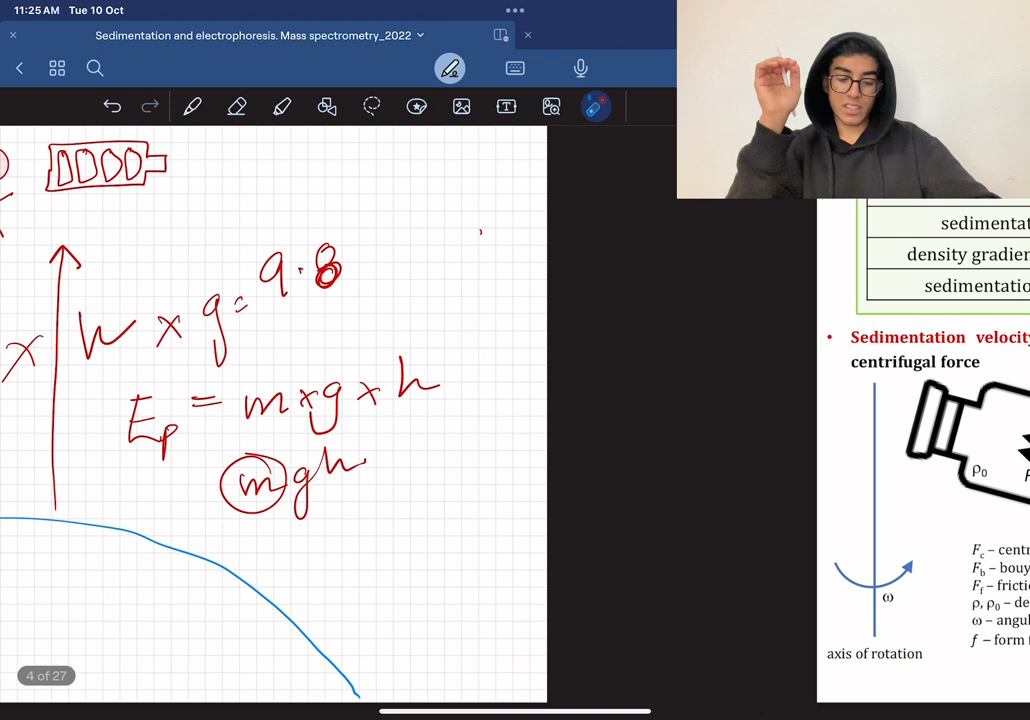 11:25 AM Tue 10 Oct
Sedimentation and electrophoresis. Mass spectrometry_2022
9.8
h × g =
x
Ep = m×g×h
mgh
4 of 27
sedimentat
density gradien
sedimentatio
• Sedimentation velocity
centrifugal force
ρ0
F
Fc – centr
Fb – bouy
Ff – frictio
ρ, ρ0 – de
ω – angul
f – form f
ω
axis of rotation